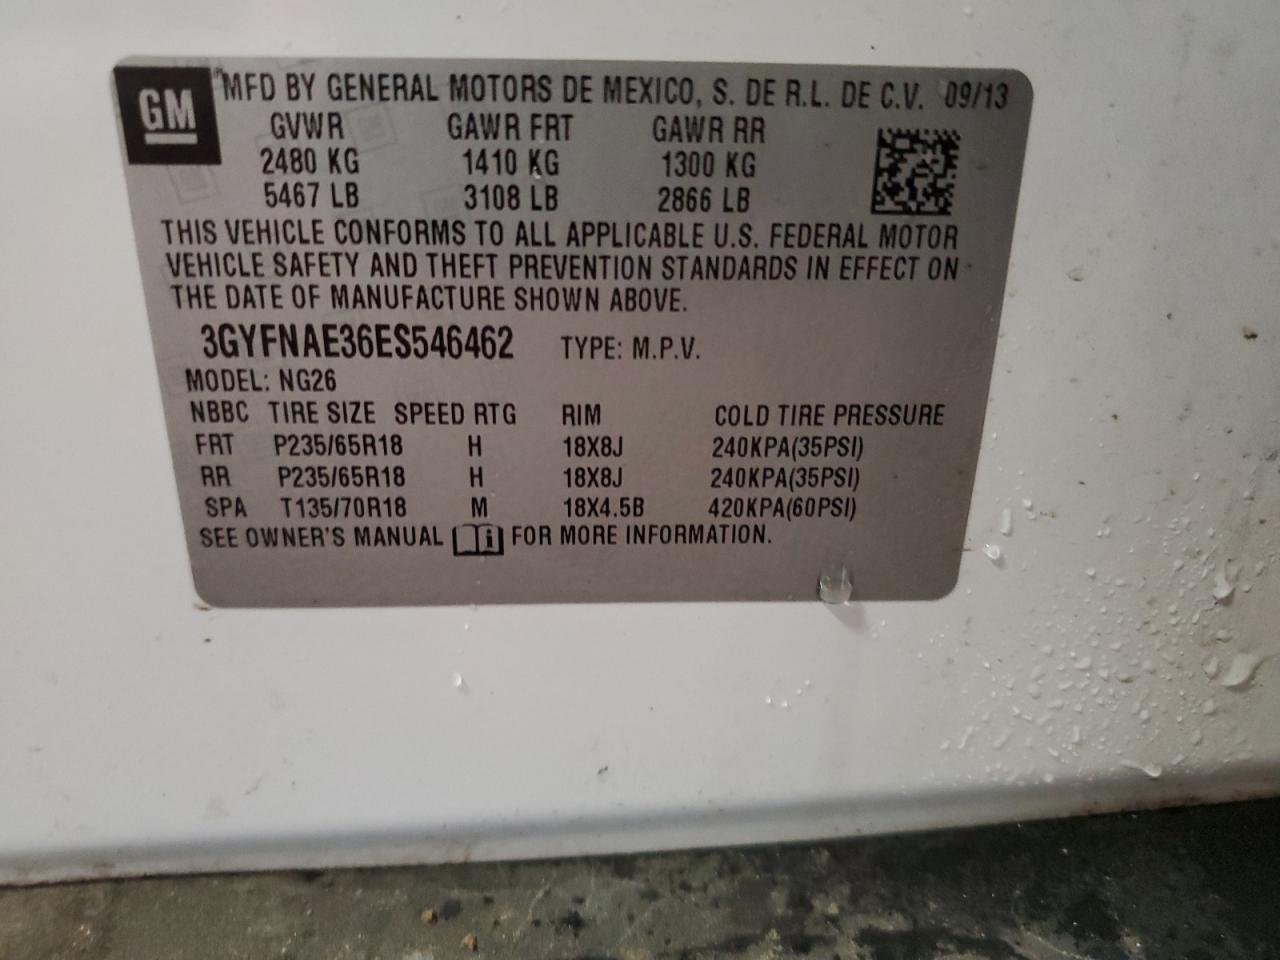 GM
MFD BY GENERAL MOTORS DE MEXICO, S. DE R.L. DE C.V. 09/13
GVWR GAWR FRT GAWR RR
2480 KG 1410 KG 1300 KG
5467 LB 3108 LB 2866 LB
THIS VEHICLE CONFORMS TO ALL APPLICABLE U.S. FEDERAL MOTOR
VEHICLE SAFETY AND THEFT PREVENTION STANDARDS IN EFFECT ON
THE DATE OF MANUFACTURE SHOWN ABOVE.
3GYFNAE36ES546462 TYPE: M.P.V.
MODEL: NG26
NBBC TIRE SIZE SPEED RTG RIM COLD TIRE PRESSURE
FRT P235/65R18 H 18X8J 240KPA(35PSI)
RR P235/65R18 H 18X8J 240KPA(35PSI)
SPA T135/70R18 M 18X4.5B 420KPA(60PSI)
SEE OWNER'S MANUAL FOR MORE INFORMATION.